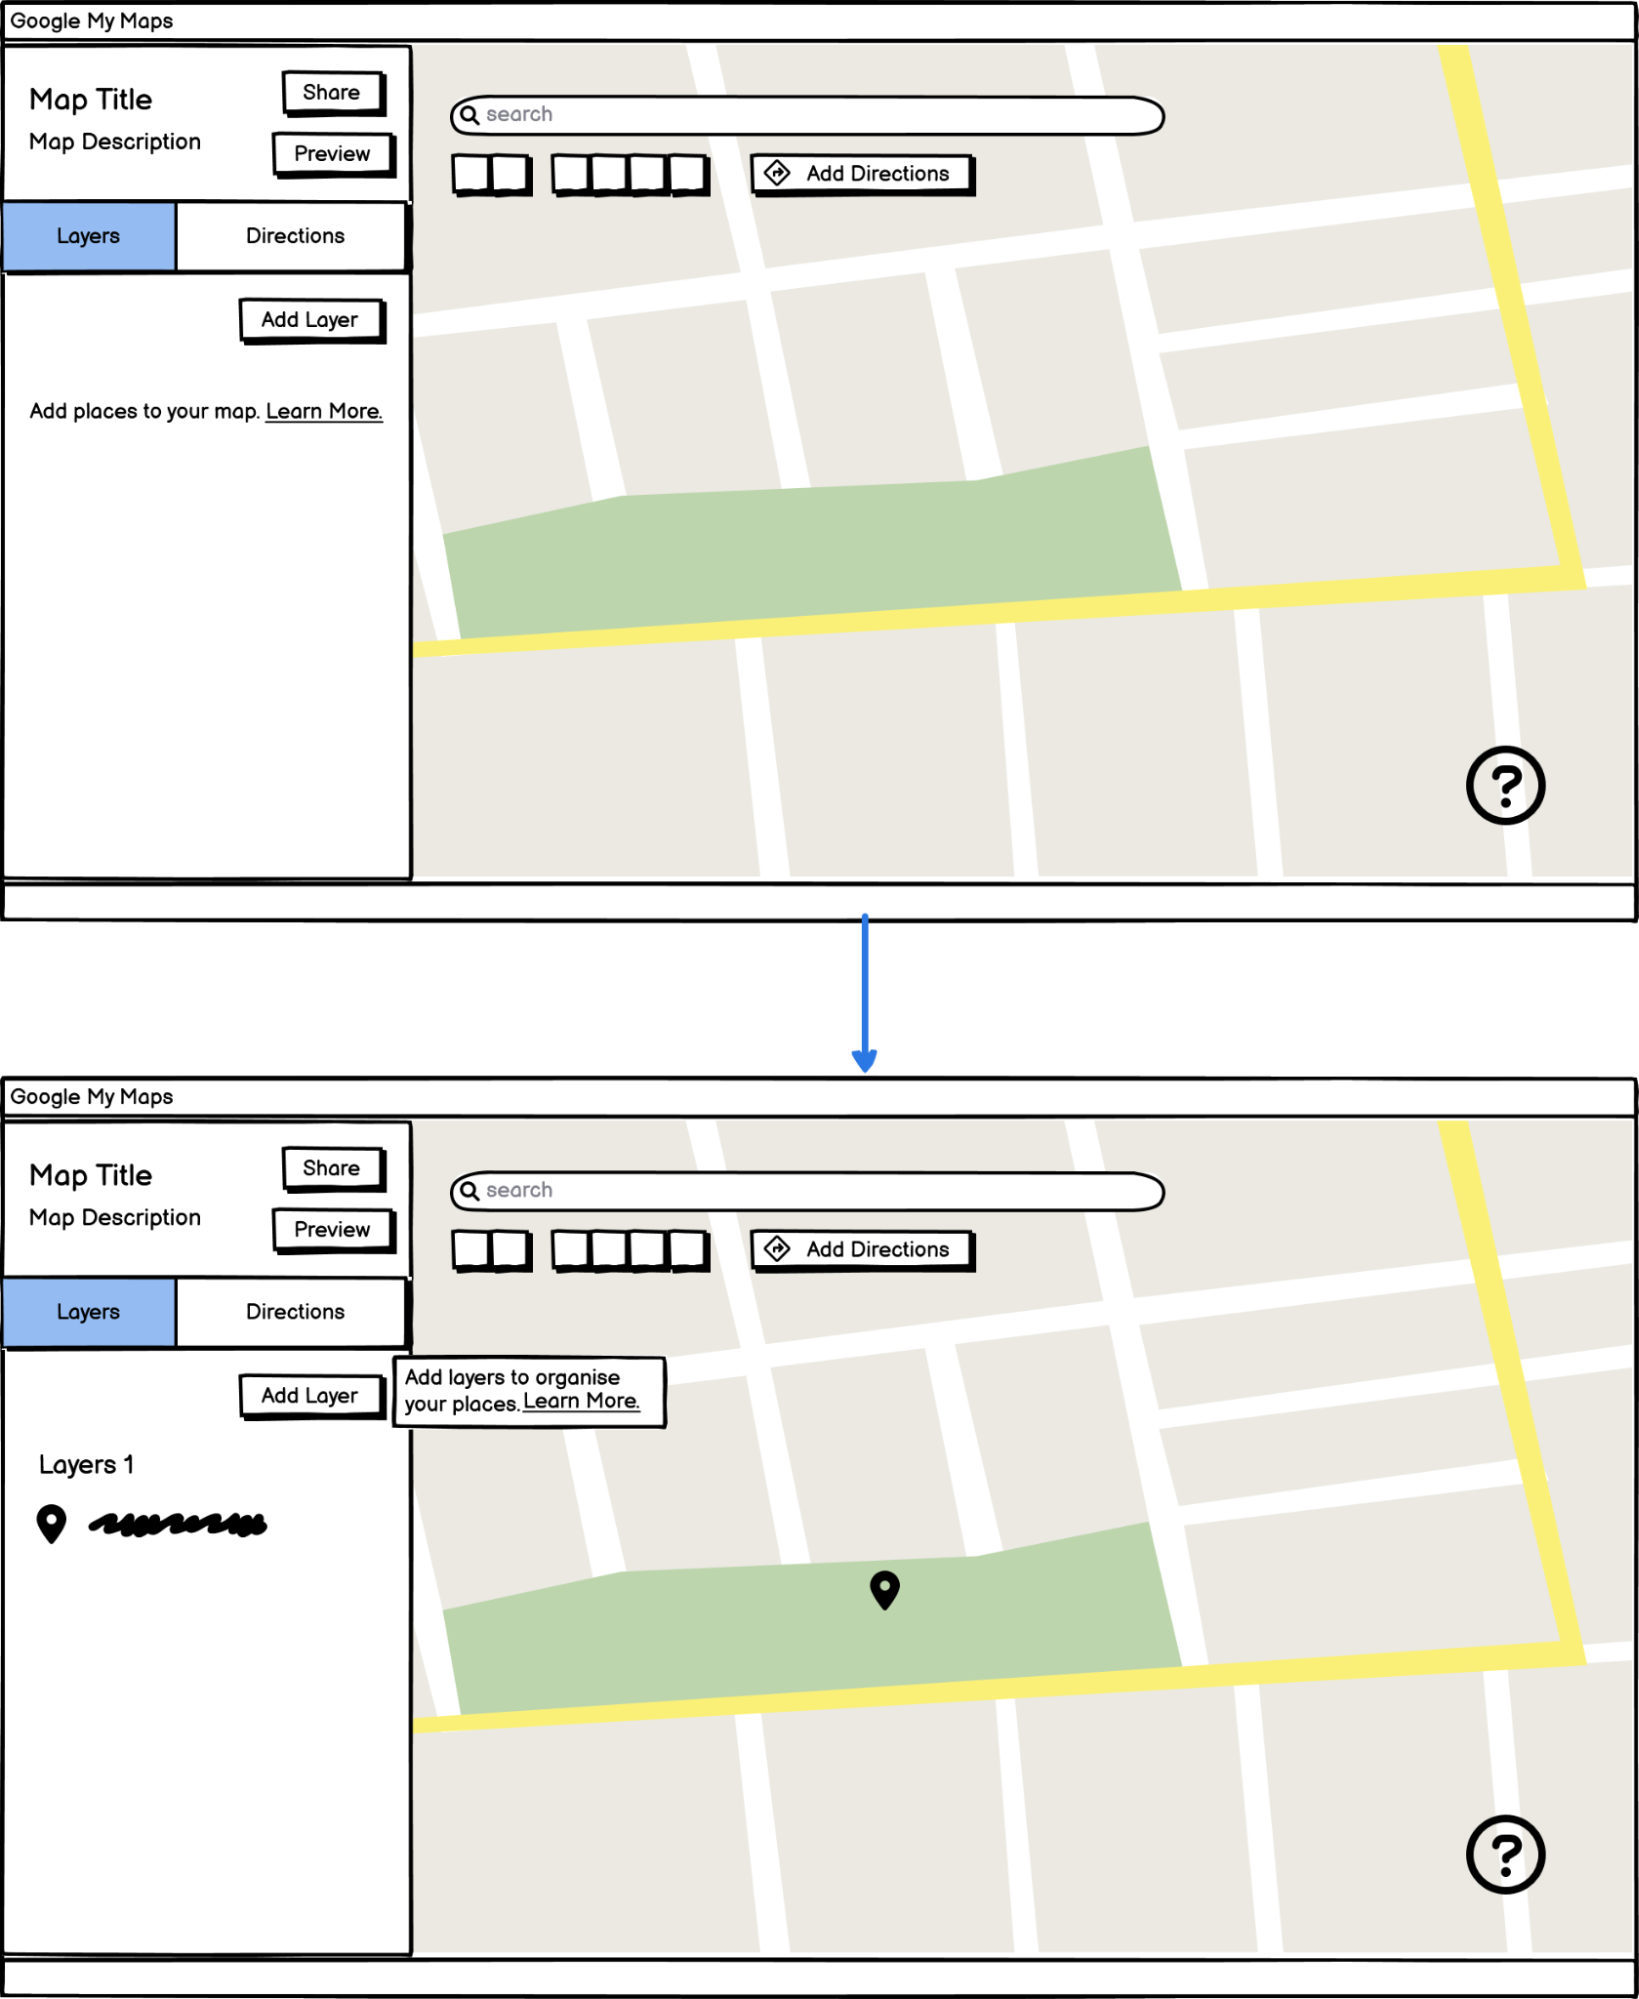 Google My Maps
Map Title
Share
Map Description
Preview
Layers
Directions
Add Layer
Add places to your map. Learn More.
search
Add Directions
?
Google My Maps
Map Title
Share
Map Description
Preview
Layers
Directions
Add Layer
Add layers to organise
your places. Learn More.
Layers 1
search
Add Directions
?